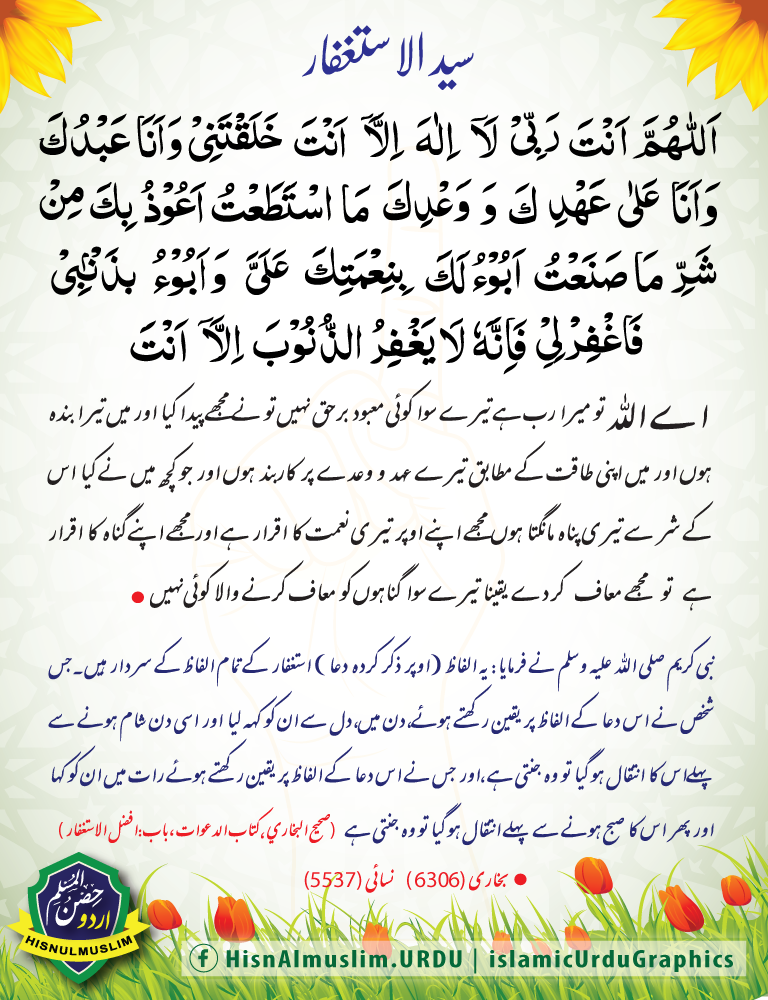 سید الاستغفار
اَللّٰهُمَّ اَنْتَ رَبِّیْ لَآ اِلٰهَ اِلَّآ اَنْتَ خَلَقْتَنِیْ وَ اَنَا عَبْدُكَ
وَ اَنَا عَلٰی عَهْدِ كَ وَ وَعْدِكَ مَا اسْتَطَعْتُ اَعُوْذُ بِكَ مِنْ
شَرِّ مَا صَنَعْتُ اَبُوْءُ لَكَ بِنِعْمَتِكَ عَلَیَّ وَ اَبُوْءُ بِذَنْۢبِیْ
فَاغْفِرْلِیْ فَاِنَّهٗ لَا یَغْفِرُ الذُّنُوْبَ اِلَّآ اَنْتَ
اے اللہ تو میرا رب ہے تیرے سوا کوئی معبود برحق نہیں تو نے مجھے پیدا کیا اور میں تیرا بندہ
ہوں اور میں اپنی طاقت کے مطابق تیرے عہد و وعدے پر کاربند ہوں اور جو کچھ میں نے کیا اس
کے شر سے تیری پناہ مانگتا ہوں مجھے اپنے اوپر تیری نعمت کا اقرار ہے اور مجھے اپنے گناہ کا اقرار
ہے تو مجھے معاف کر دے یقینا تیرے سوا گناہوں کو معاف کرنے والا کوئی نہیں ●
نبی کریم صلی اللہ علیہ وسلم نے فرمایا: یہ الفاظ (اوپر ذکر کردہ دعا) استغفار کے تمام الفاظ کے سردار ہیں۔ جس
شخص نے اس دعا کے الفاظ پر یقین رکھتے ہوئے، دن میں، دل سے ان کو کہہ لیا اور اسی دن شام ہونے سے
پہلے اس کا انتقال ہو گیا تو وہ جنتی ہے، اور جس نے اس دعا کے الفاظ پر یقین رکھتے ہوئے رات میں ان کو کہا
اور پھر اس کا صبح ہونے سے پہلے انتقال ہو گیا تو وہ جنتی ہے (صحيح البخاري، كتاب الدعوات، باب: افضل الاستغفار)
● بخاری (6306) نسائی (5537)
حصن المسلم
اردو
HISNULMUSLIM
f HisnAlmuslim.URDU | islamicUrduGraphics